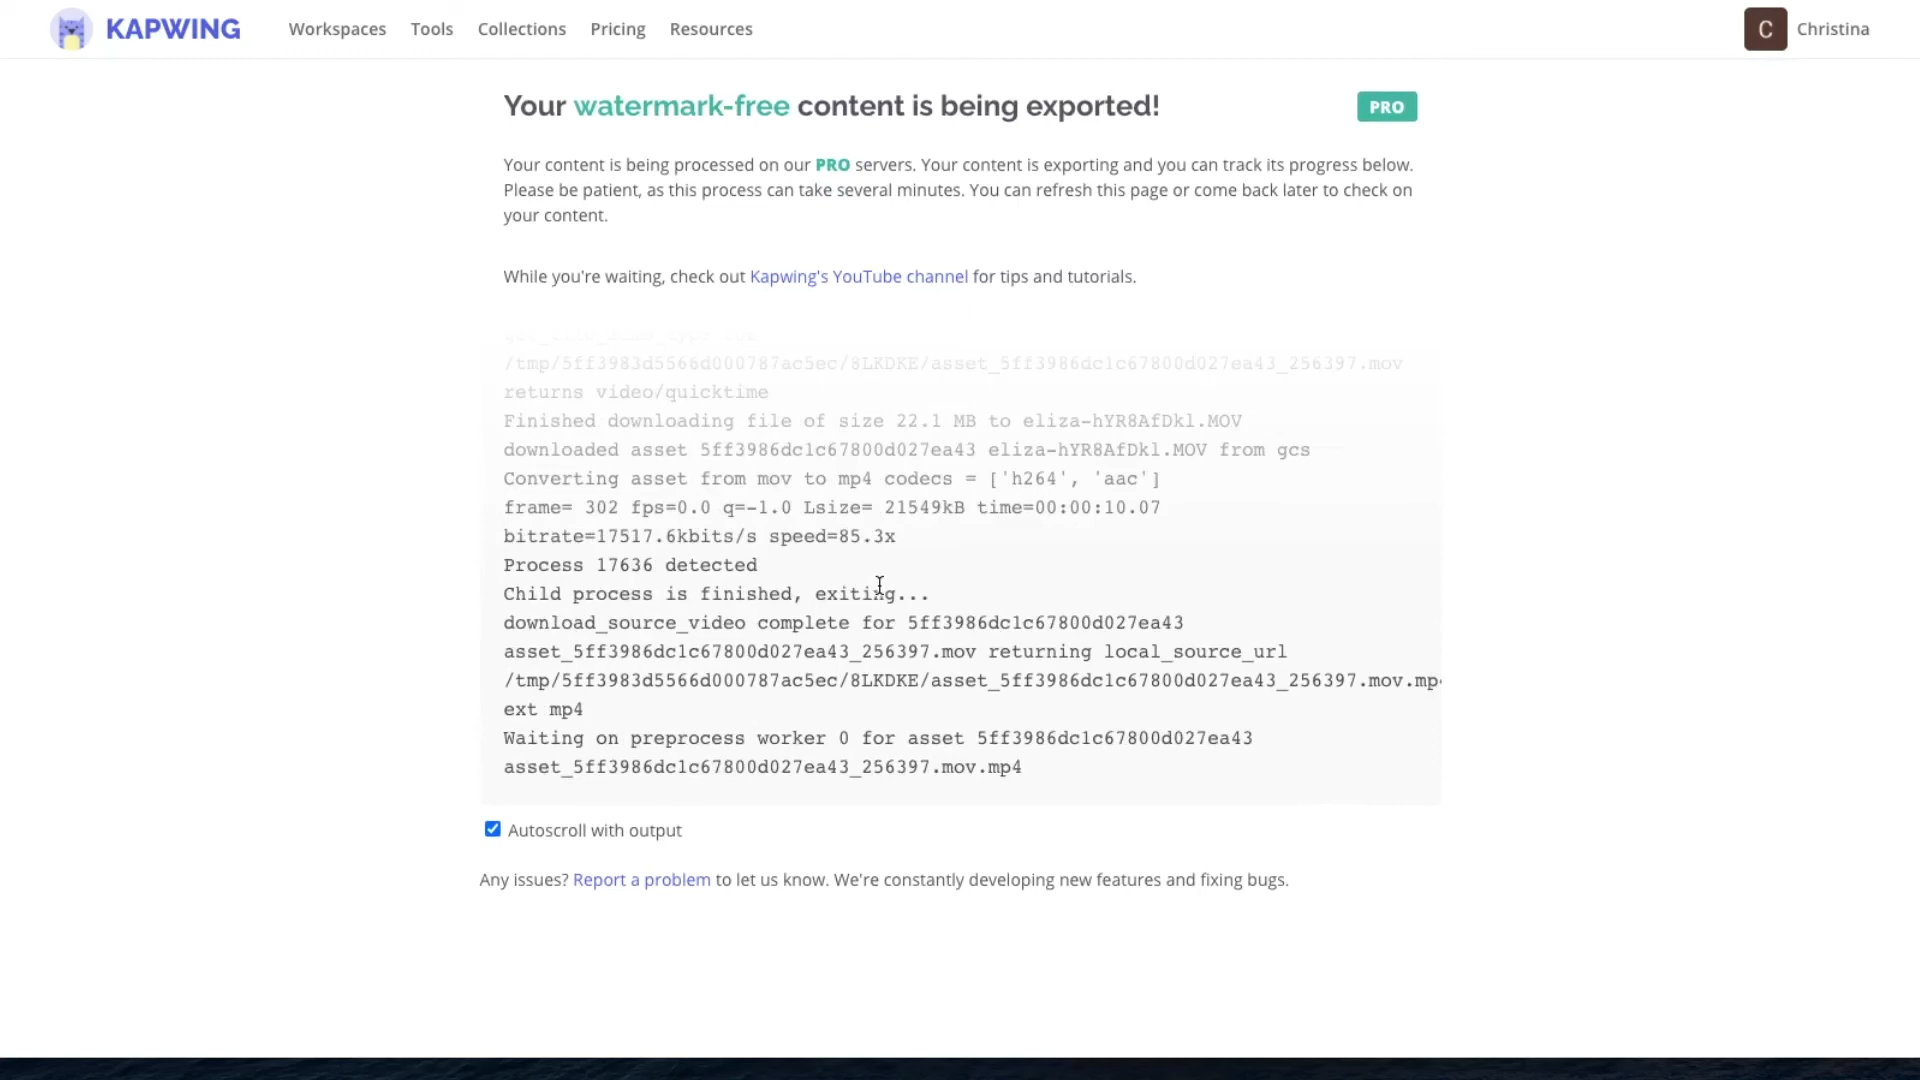 KAPWING
Workspaces Tools Collections Pricing Resources
C Christina
Your watermark-free content is being exported!
PRO
Your content is being processed on our PRO servers. Your content is exporting and you can track its progress below.
Please be patient, as this process can take several minutes. You can refresh this page or come back later to check on
your content.
While you're waiting, check out Kapwing's YouTube channel for tips and tutorials.
/tmp/5ff3983d5566d000787ac5ec/8LKDKE/asset_5ff3986dc1c67800d027ea43_256397.mov
returns video/quicktime
Finished downloading file of size 22.1 MB to eliza-hYR8AfDkl.MOV
downloaded asset 5ff3986dc1c67800d027ea43 eliza-hYR8AfDkl.MOV from gcs
Converting asset from mov to mp4 codecs = ['h264', 'aac']
frame= 302 fps=0.0 q=-1.0 Lsize= 21549kB time=00:00:10.07
bitrate=17517.6kbits/s speed=85.3x
Process 17636 detected
Child process is finished, exiting...
download_source_video complete for 5ff3986dc1c67800d027ea43
asset_5ff3986dc1c67800d027ea43_256397.mov returning local_source_url
/tmp/5ff3983d5566d000787ac5ec/8LKDKE/asset_5ff3986dc1c67800d027ea43_256397.mov.mp
ext mp4
Waiting on preprocess worker 0 for asset 5ff3986dc1c67800d027ea43
asset_5ff3986dc1c67800d027ea43_256397.mov.mp4
Autoscroll with output
Any issues? Report a problem to let us know. We're constantly developing new features and fixing bugs.